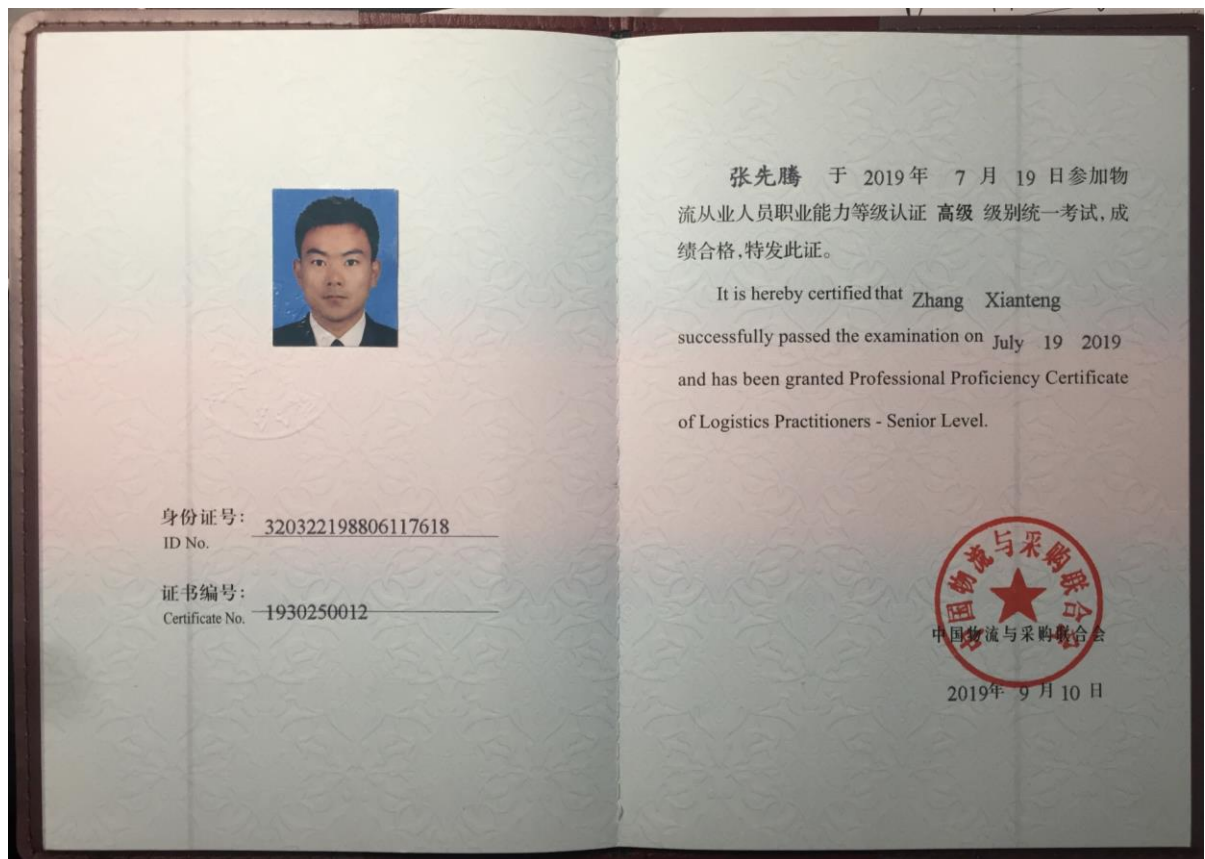 身份证号: 320322198806117618
ID No.
证书编号: 1930250012
Certificate No.
张先腾 于 2019年 7 月 19 日参加物
流从业人员职业能力等级认证 高级 级别统一考试,成
绩合格,特发此证。
It is hereby certified that Zhang Xianteng
successfully passed the examination on July 19 2019
and has been granted Professional Proficiency Certificate
of Logistics Practitioners - Senior Level.
中国物流与采购联合会
中国物流与采购联合会
2019年 9 月 10 日